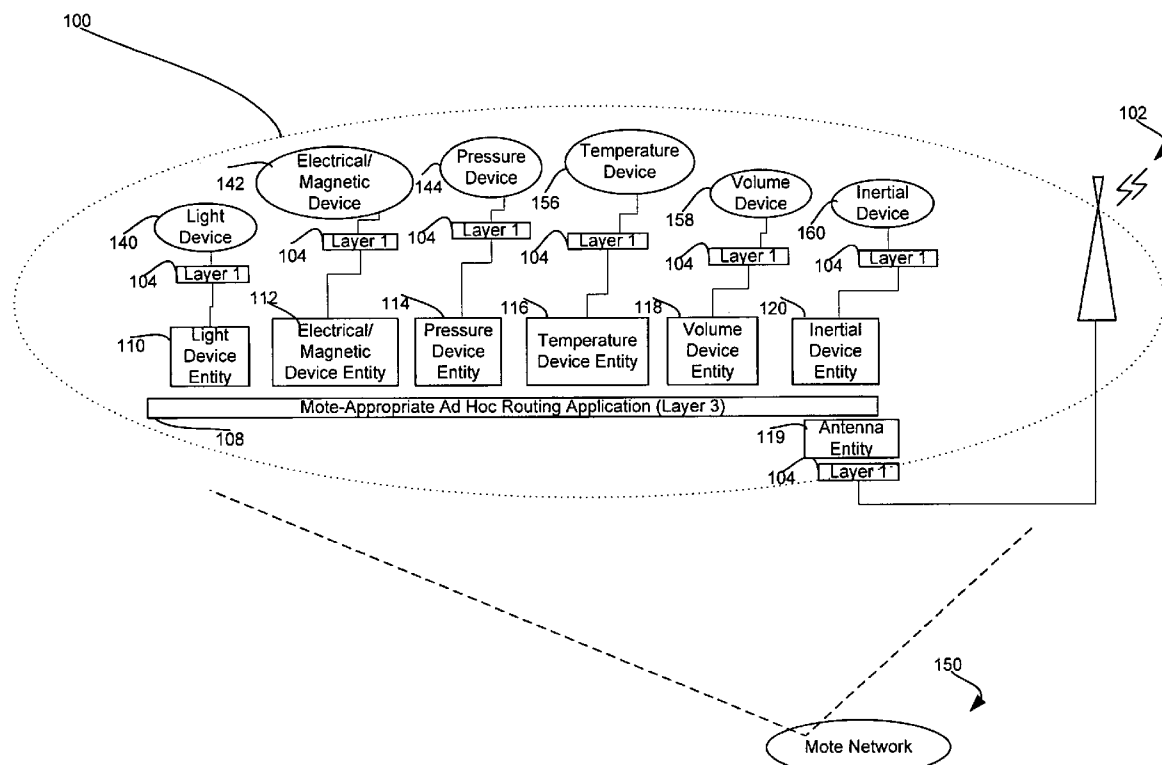 100
102
Electrical/
Magnetic
Device
142
Pressure
Device
144
Temperature
Device
156
Volume
Device
158
Inertial
Device
160
Light
Device
140
104
Layer 1
104
Layer 1
104
Layer 1
104
Layer 1
104
Layer 1
104
Layer 1
110
Light
Device
Entity
112
Electrical/
Magnetic
Device Entity
114
Pressure
Device
Entity
116
Temperature
Device Entity
118
Volume
Device
Entity
120
Inertial
Device
Entity
Mote-Appropriate Ad Hoc Routing Application (Layer 3)
108
119
Antenna
Entity
104
Layer 1
150
Mote Network